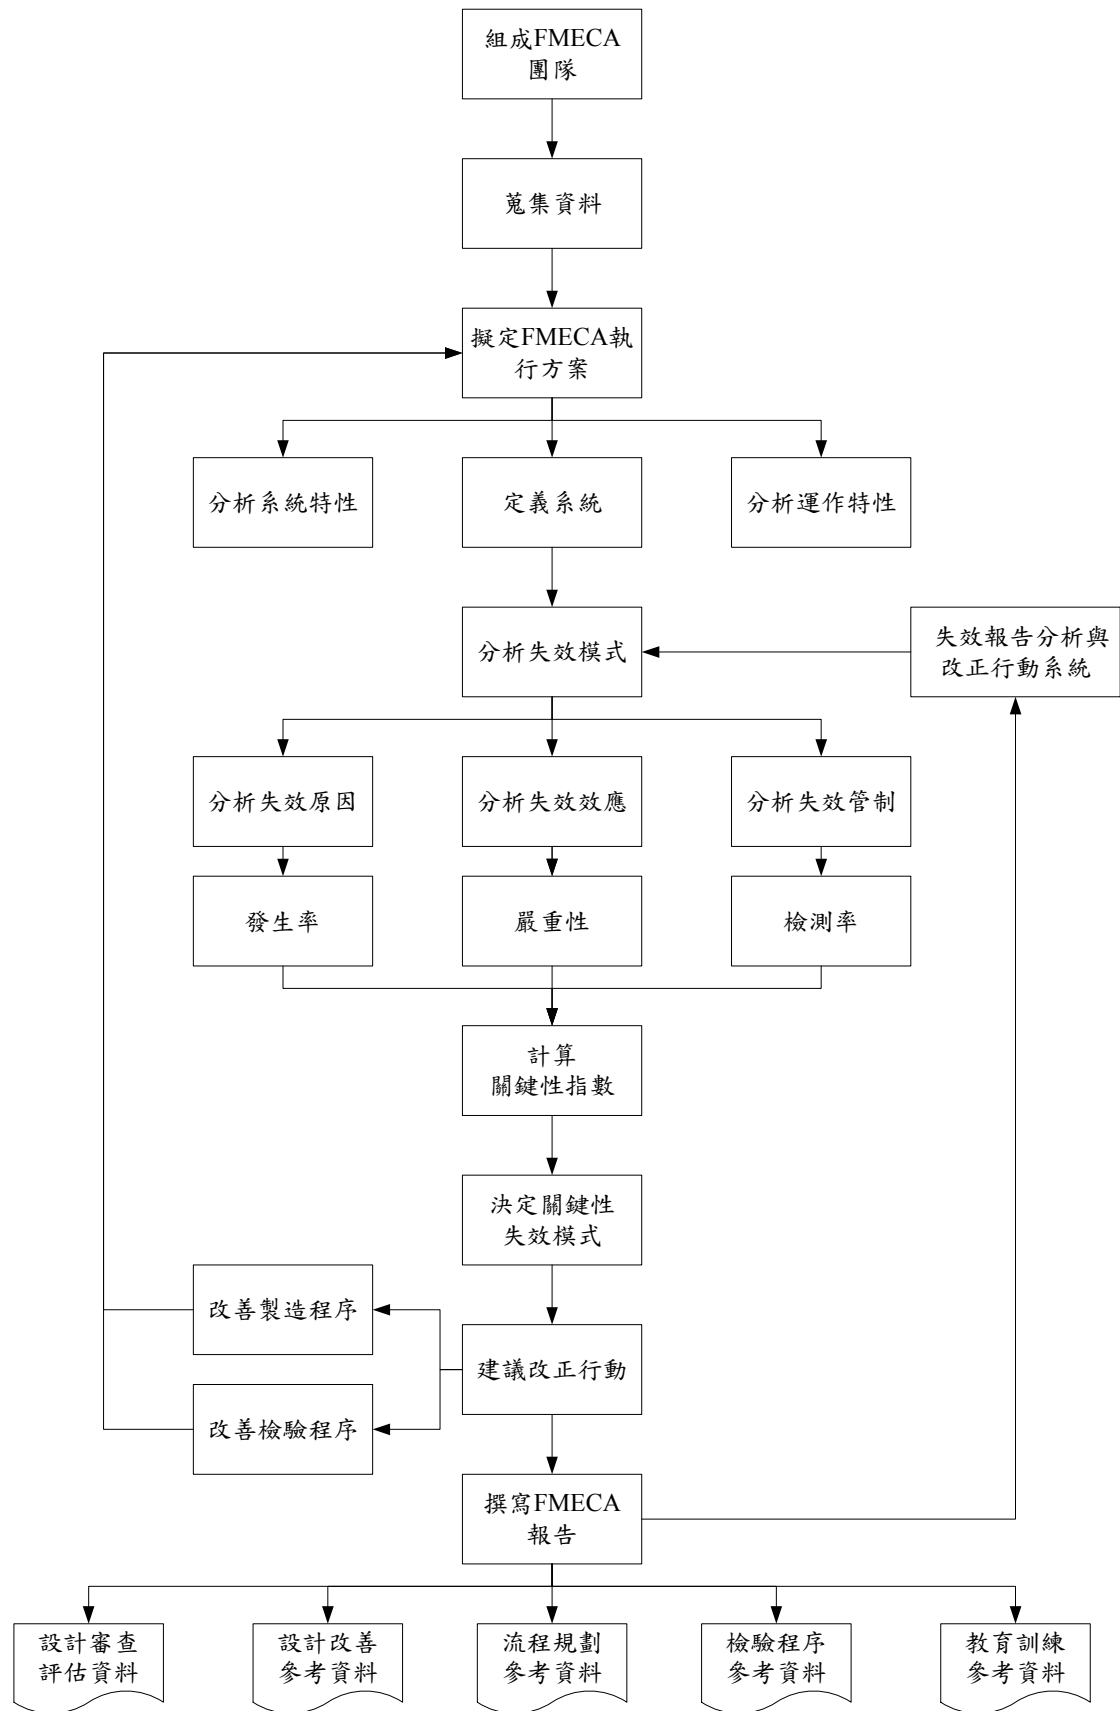 組成FMECA
團隊
蒐集資料
擬定FMECA執
行方案
分析系統特性
定義系統
分析運作特性
分析失效模式
失效報告分析與
改正行動系統
分析失效原因
分析失效效應
分析失效管制
發生率
嚴重性
檢測率
計算
關鍵性指數
決定關鍵性
失效模式
改善製造程序
建議改正行動
改善檢驗程序
撰寫FMECA
報告
設計審查
評估資料
設計改善
參考資料
流程規劃
參考資料
檢驗程序
參考資料
教育訓練
參考資料